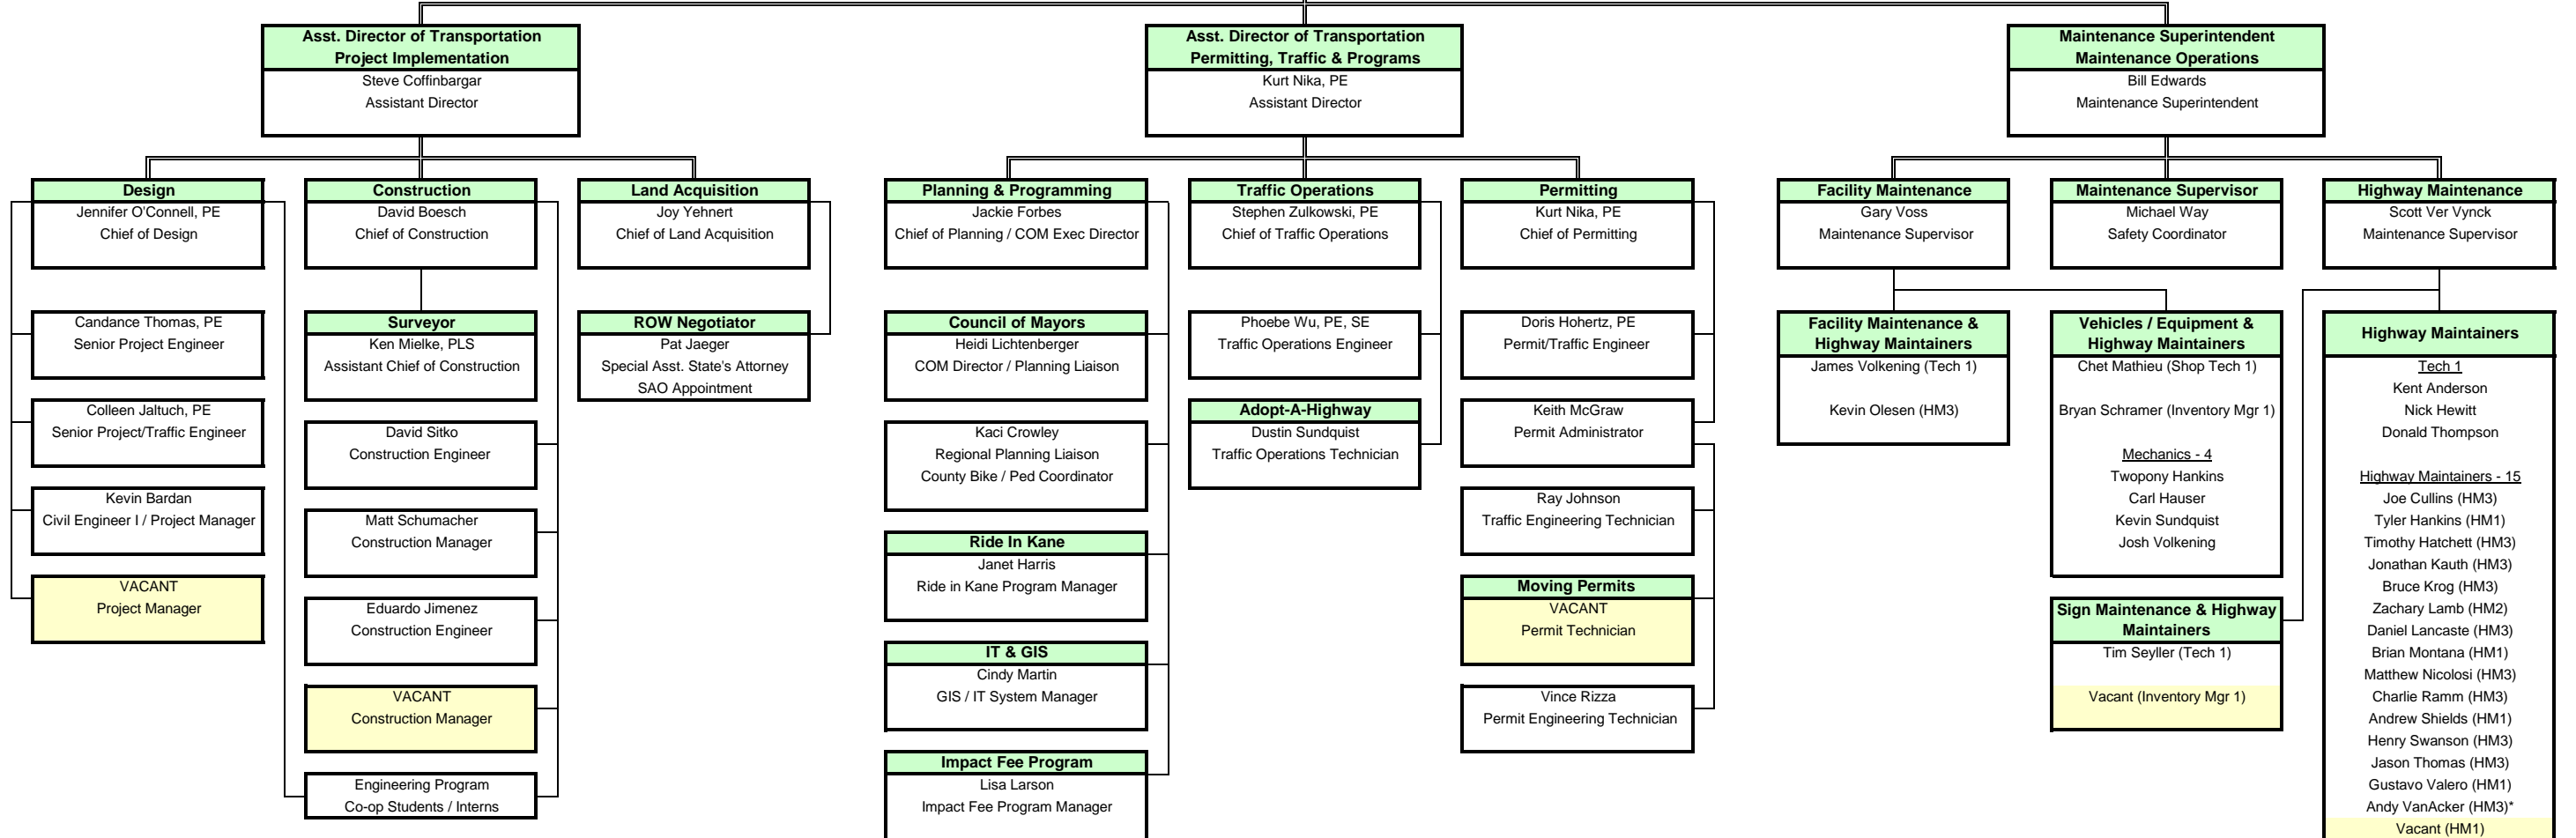 Asst. Director of Transportation
Project Implementation
Steve Coffinbargar
Assistant Director
Asst. Director of Transportation
Permitting, Traffic & Programs
Kurt Nika, PE
Assistant Director
Maintenance Superintendent
Maintenance Operations
Bill Edwards
Maintenance Superintendent
Design
Jennifer O'Connell, PE
Chief of Design
Candance Thomas, PE
Senior Project Engineer
Colleen Jaltuch, PE
Senior Project/Traffic Engineer
Kevin Bardan
Civil Engineer I / Project Manager
VACANT
Project Manager
Construction
David Boesch
Chief of Construction
Surveyor
Ken Mielke, PLS
Assistant Chief of Construction
David Sitko
Construction Engineer
Matt Schumacher
Construction Manager
Eduardo Jimenez
Construction Engineer
VACANT
Construction Manager
Engineering Program
Co-op Students / Interns
Land Acquisition
Joy Yehnert
Chief of Land Acquisition
ROW Negotiator
Pat Jaeger
Special Asst. State's Attorney
SAO Appointment
Planning & Programming
Jackie Forbes
Chief of Planning / COM Exec Director
Council of Mayors
Heidi Lichtenberger
COM Director / Planning Liaison
Kaci Crowley
Regional Planning Liaison
County Bike / Ped Coordinator
Ride In Kane
Janet Harris
Ride in Kane Program Manager
IT & GIS
Cindy Martin
GIS / IT System Manager
Impact Fee Program
Lisa Larson
Impact Fee Program Manager
Traffic Operations
Stephen Zulkowski, PE
Chief of Traffic Operations
Phoebe Wu, PE, SE
Traffic Operations Engineer
Adopt-A-Highway
Dustin Sundquist
Traffic Operations Technician
Permitting
Kurt Nika, PE
Chief of Permitting
Doris Hohertz, PE
Permit/Traffic Engineer
Keith McGraw
Permit Administrator
Ray Johnson
Traffic Engineering Technician
Moving Permits
VACANT
Permit Technician
Vince Rizza
Permit Engineering Technician
Facility Maintenance
Gary Voss
Maintenance Supervisor
Facility Maintenance &
Highway Maintainers
James Volkening (Tech 1)
Kevin Olesen (HM3)
Maintenance Supervisor
Michael Way
Safety Coordinator
Vehicles / Equipment &
Highway Maintainers
Chet Mathieu (Shop Tech 1)
Bryan Schramer (Inventory Mgr 1)
Mechanics - 4
Twopony Hankins
Carl Hauser
Kevin Sundquist
Josh Volkening
Sign Maintenance & Highway
Maintainers
Tim Seyller (Tech 1)
Vacant (Inventory Mgr 1)
Highway Maintenance
Scott Ver Vynck
Maintenance Supervisor
Highway Maintainers
Tech 1
Kent Anderson
Nick Hewitt
Donald Thompson
Highway Maintainers - 15
Joe Cullins (HM3)
Tyler Hankins (HM1)
Timothy Hatchett (HM3)
Jonathan Kauth (HM3)
Bruce Krog (HM3)
Zachary Lamb (HM2)
Daniel Lancaste (HM3)
Brian Montana (HM1)
Matthew Nicolosi (HM3)
Charlie Ramm (HM3)
Andrew Shields (HM1)
Henry Swanson (HM3)
Jason Thomas (HM3)
Gustavo Valero (HM1)
Andy VanAcker (HM3)*
Vacant (HM1)